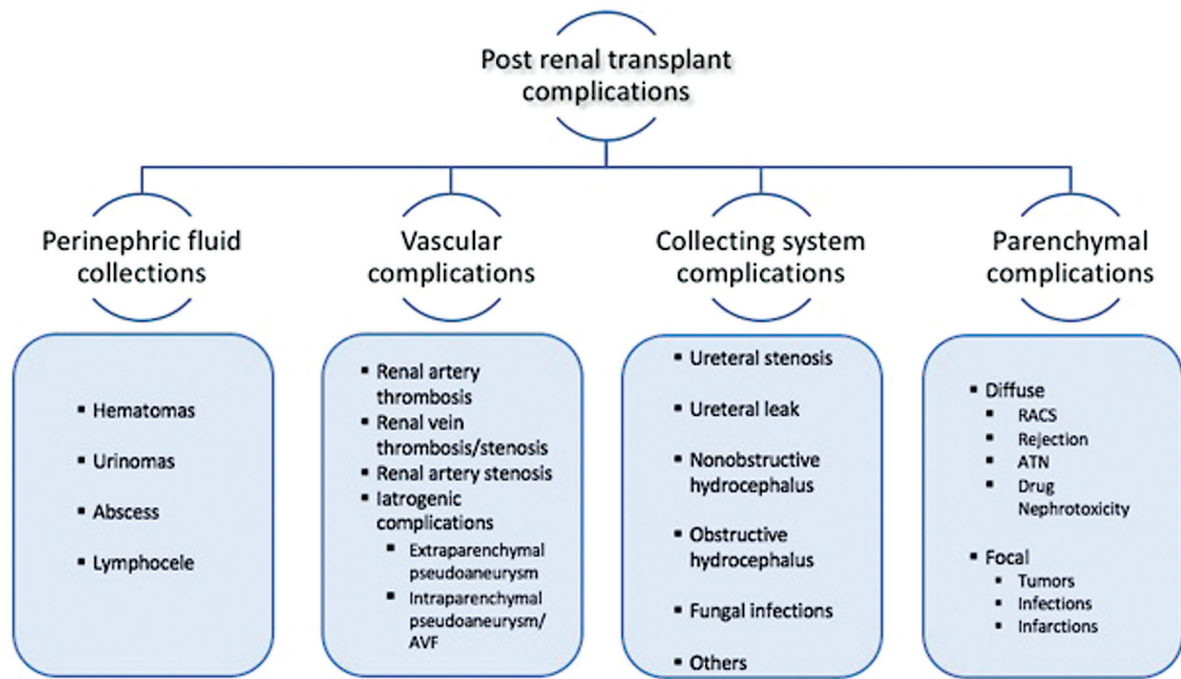 Post renal transplant
complications
Perinephric fluid
collections
Vascular
complications
Collecting system
complications
Parenchymal
complications
▪ Hematomas
▪ Urinomas
▪ Abscess
▪ Lymphocele
▪ Renal artery
thrombosis
▪ Renal vein
thrombosis/stenosis
▪ Renal artery stenosis
▪ Iatrogenic
complications
▪ Extraparenchymal
pseudoaneurysm
▪ Intraparenchymal
pseudoaneurysm/
AVF
▪ Ureteral stenosis
▪ Ureteral leak
▪ Nonobstructive
hydrocephalus
▪ Obstructive
hydrocephalus
▪ Fungal infections
▪ Others
▪ Diffuse
▪ RACS
▪ Rejection
▪ ATN
▪ Drug
Nephrotoxicity
▪ Focal
▪ Tumors
▪ Infections
▪ Infarctions